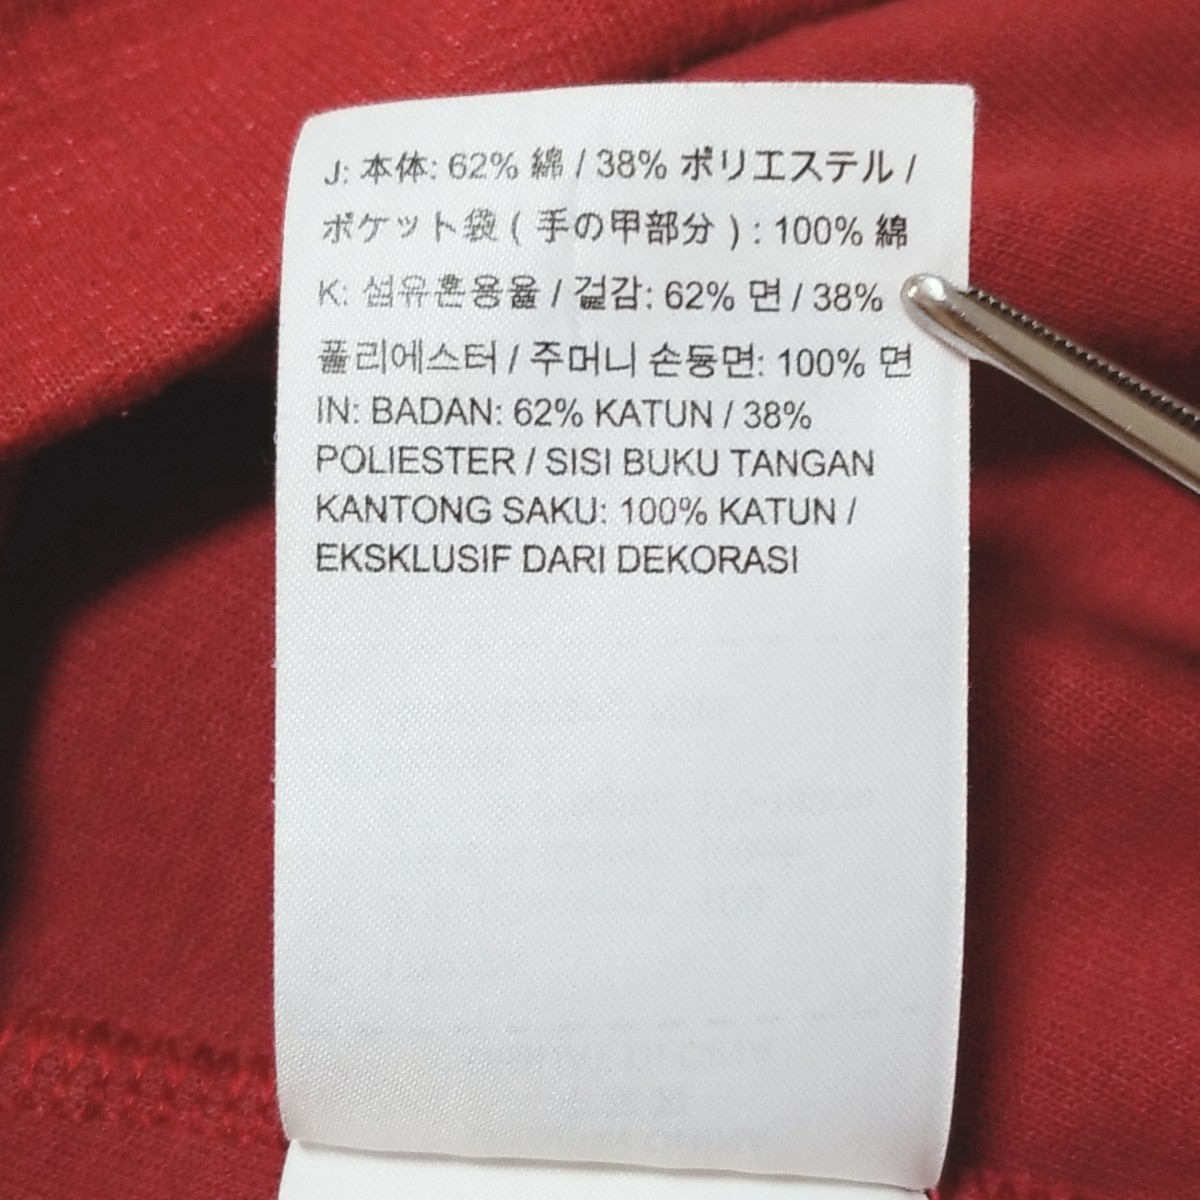 J: 本体: 62% 綿 / 38% ポリエステル /
ポケット袋 ( 手の甲部分 ) : 100% 綿
K: 섬유혼용율 / 겉감: 62% 면 / 38%
폴리에스터 / 주머니 손등면: 100% 면
IN: BADAN: 62% KATUN / 38%
POLIESTER / SISI BUKU TANGAN
KANTONG SAKU: 100% KATUN /
EKSKLUSIF DARI DEKORASI